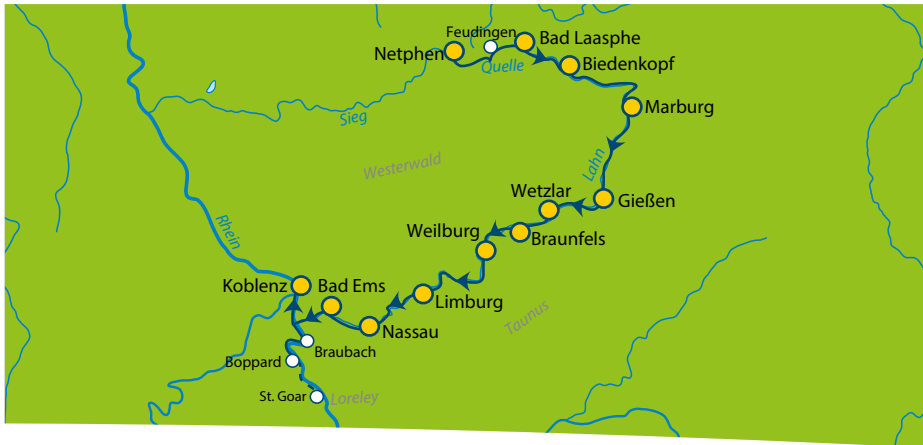 Feudingen
Bad Laasphe
Netphen
Quelle
Biedenkopf
Marburg
Sieg
Westerwald
Lahn
Wetzlar
Gießen
Rhein
Weilburg
Braunfels
Koblenz
Bad Ems
Limburg
Taunus
Nassau
Braubach
Boppard
St. Goar
Loreley